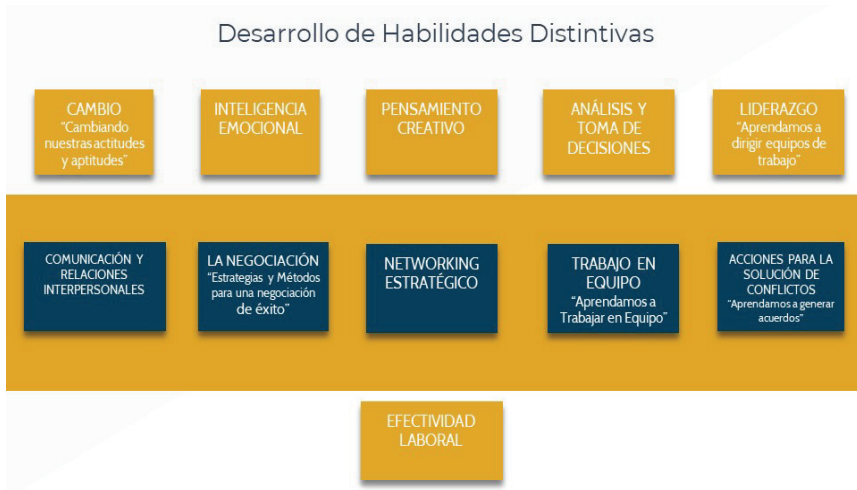 Desarrollo de Habilidades Distintivas
CAMBIO
“Cambiando
nuestras actitudes
y aptitudes”
INTELIGENCIA
EMOCIONAL
PENSAMIENTO
CREATIVO
ANÁLISIS Y
TOMA DE
DECISIONES
LIDERAZGO
“Aprendamos a
dirigir equipos de
trabajo”
COMUNICACIÓN Y
RELACIONES
INTERPERSONALES
LA NEGOCIACIÓN
“Estrategias y Métodos
para una negociación
de éxito”
NETWORKING
ESTRATÉGICO
TRABAJO EN
EQUIPO
“Aprendamos a
Trabajar en Equipo”
ACCIONES PARA LA
SOLUCIÓN DE
CONFLICTOS
“Aprendamos a generar
acuerdos”
EFECTIVIDAD
LABORAL